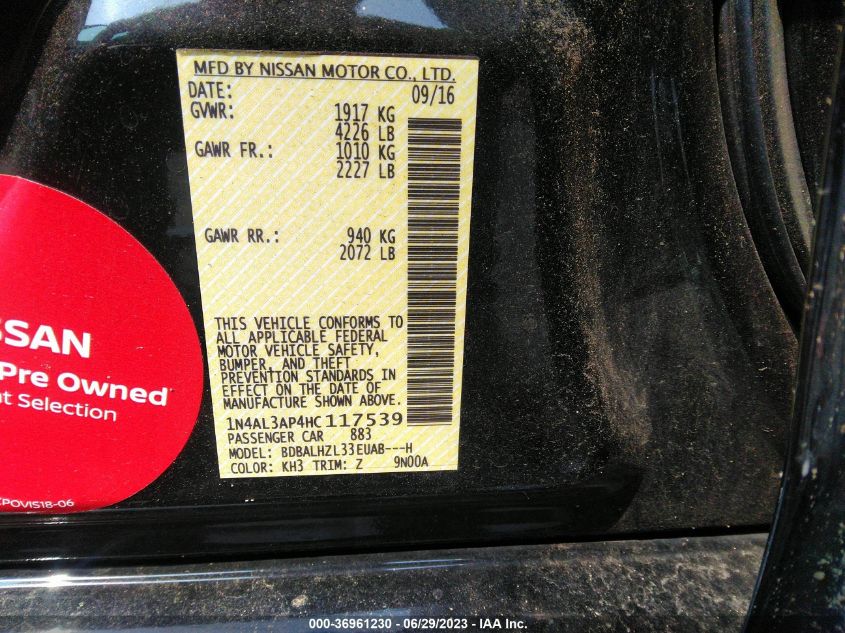 MFD BY NISSAN MOTOR CO., LTD.
DATE: 09/16
GVWR: 1917 KG
4226 LB
GAWR FR.: 1010 KG
2227 LB
GAWR RR.: 940 KG
2072 LB
THIS VEHICLE CONFORMS TO
ALL APPLICABLE FEDERAL
MOTOR VEHICLE SAFETY,
BUMPER, AND THEFT
PREVENTION STANDARDS IN
EFFECT ON THE DATE OF
MANUFACTURE SHOWN ABOVE.
1N4AL3AP4HC117539
PASSENGER CAR 883
MODEL: BDBALHZL33EUAB---H
COLOR: KH3 TRIM: Z 9N00A
SSAN
Pre Owned
t Selection
CPOVIS18-06
000-36961230 - 06/29/2023 - IAA Inc.